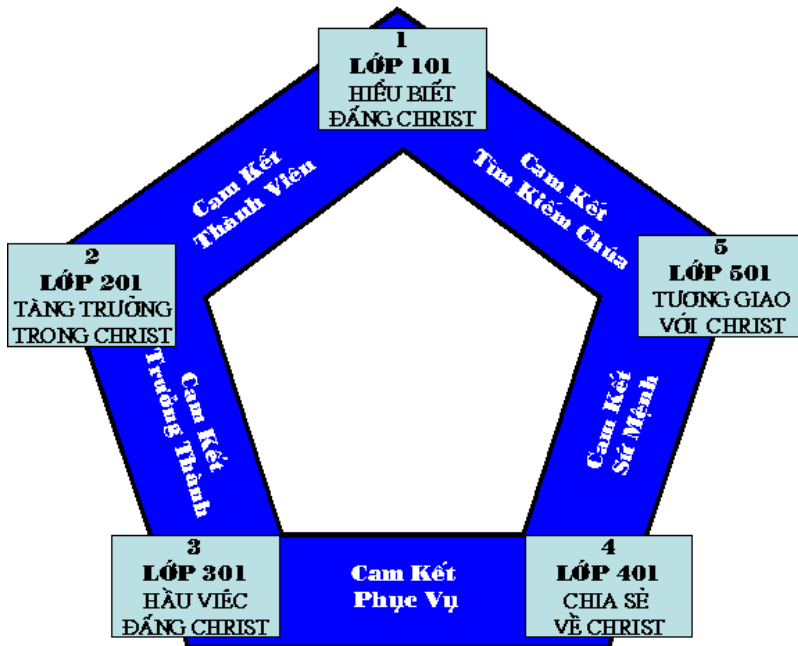 1
LỚP 101
HIỂU BIẾT
ĐẤNG CHRIST
Cam Kết
Thành Viên
2
LỚP 201
TÀNG TRƯỞNG
TRONG CHRIST
Cam Kết
Trưởng Thành
3
LỚP 301
HẦU VIÉC
ĐẤNG CHRIST
Cam Kết
Phục Vụ
4
LỚP 401
CHIA SẺ
VỀ CHRIST
Cam Kết
Sứ Mệnh
5
LỚP 501
TƯƠNG GIAO
VỚI CHRIST
Cam Kết
Tìm Kiếm Chúa